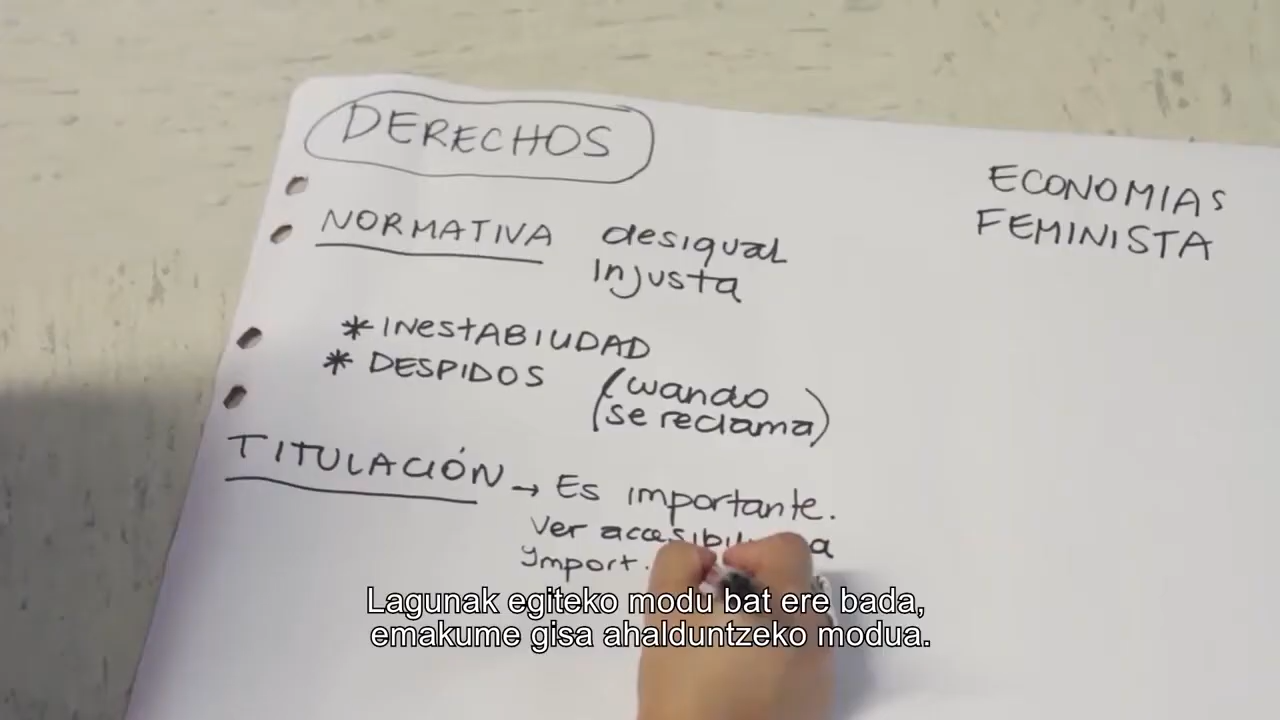 DERECHOS
ECONOMIAS
FEMINISTA
NORMATIVA desigual
injusta
* INESTABILIDAD
* DESPIDOS (cuando
(se reclama)
TITULACIÓN → Es importante.
Ver
Import.
Lagunak egiteko modu bat ere bada,
emakume gisa ahalduntzeko modua.